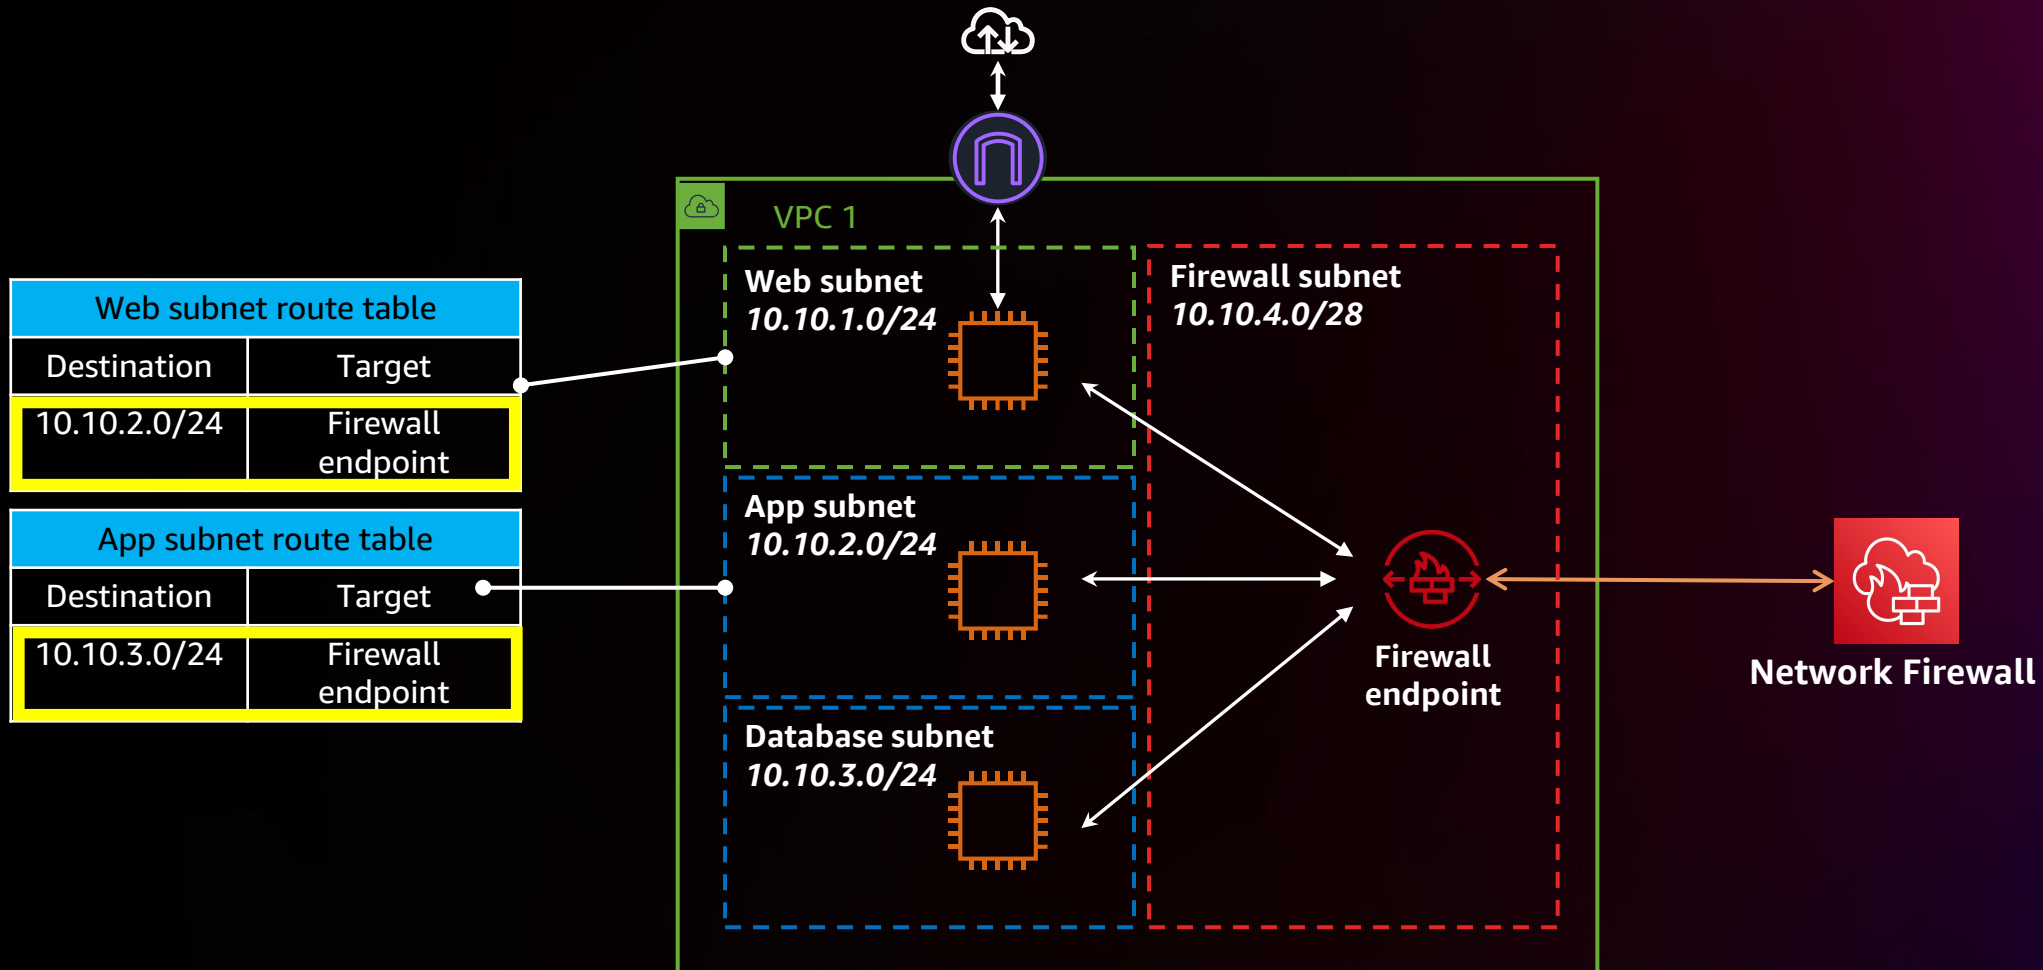 VPC 1
Web subnet route table
Destination Target
10.10.2.0/24 Firewall
endpoint
App subnet route table
Destination Target
10.10.3.0/24 Firewall
endpoint
Web subnet
10.10.1.0/24
App subnet
10.10.2.0/24
Database subnet
10.10.3.0/24
Firewall subnet
10.10.4.0/28
Firewall
endpoint
Network Firewall